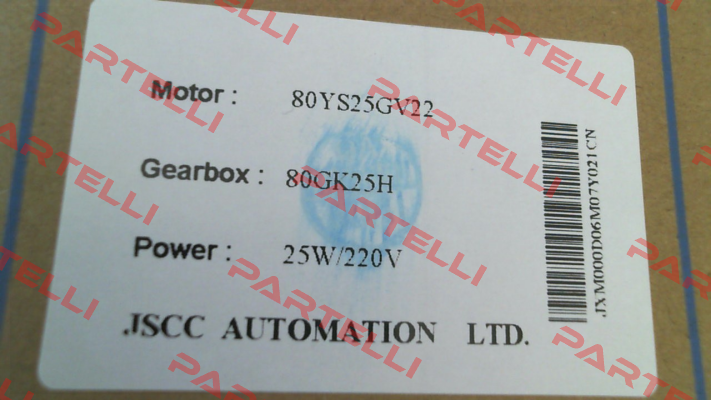 Motor : 80YS25GV22
Gearbox : 80GK25H
Power : 25W/220V
JSCC AUTOMATION LTD.
JXM000D06M07Y021CN
PARTELLI
PARTELLI
PARTELLI
PARTELLI
PARTELLI
PARTELLI
PARTELLI
PARTELLI